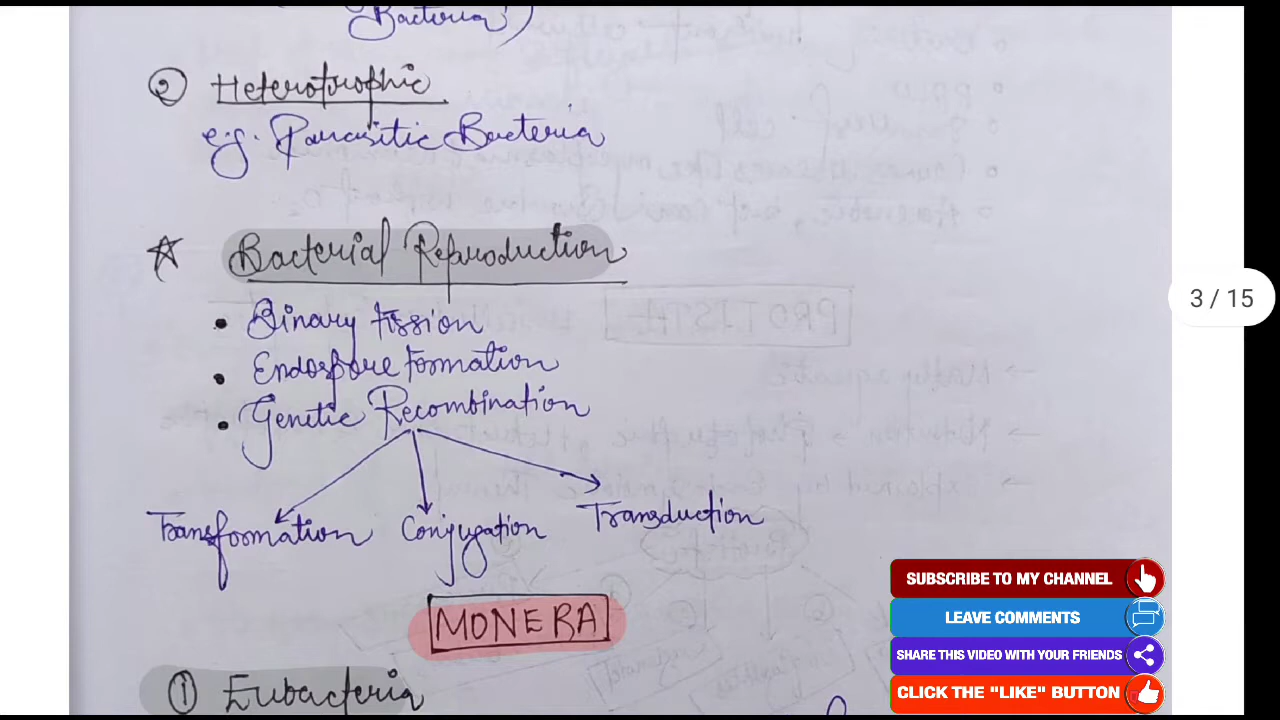 Bacteria)
② Heterotrophic
e.g. Parasitic Bacteria
☆ Bacterial Reproduction
• Binary Fission
• Endospore Formation
• Genetic Recombination
Transformation Conjugation Transduction
MONERA
① Eubacteria
3 / 15
SUBSCRIBE TO MY CHANNEL
LEAVE COMMENTS
SHARE THIS VIDEO WITH YOUR FRIENDS
CLICK THE "LIKE" BUTTON